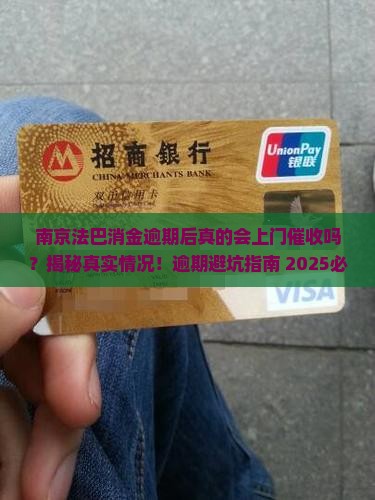 招商银行
CHINA MERCHANTS BANK
UnionPay
银联
双币信用卡
南京法巴消金逾期后真的会上门催收吗
？揭秘真实情况！逾期避坑指南 2025必